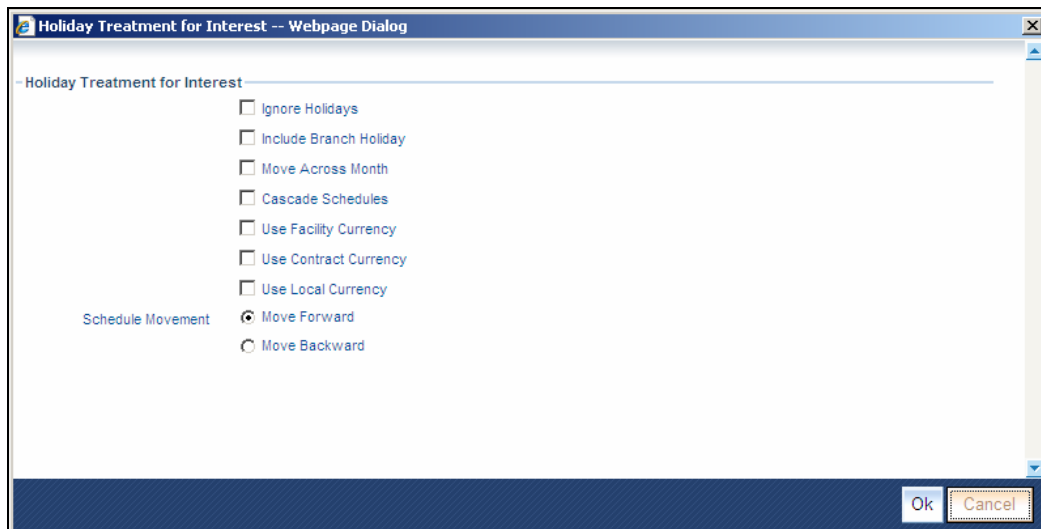 Holiday Treatment for Interest -- Webpage Dialog
Holiday Treatment for Interest
Ignore Holidays
Include Branch Holiday
Move Across Month
Cascade Schedules
Use Facility Currency
Use Contract Currency
Use Local Currency
Schedule Movement Move Forward
Move Backward
Ok Cancel